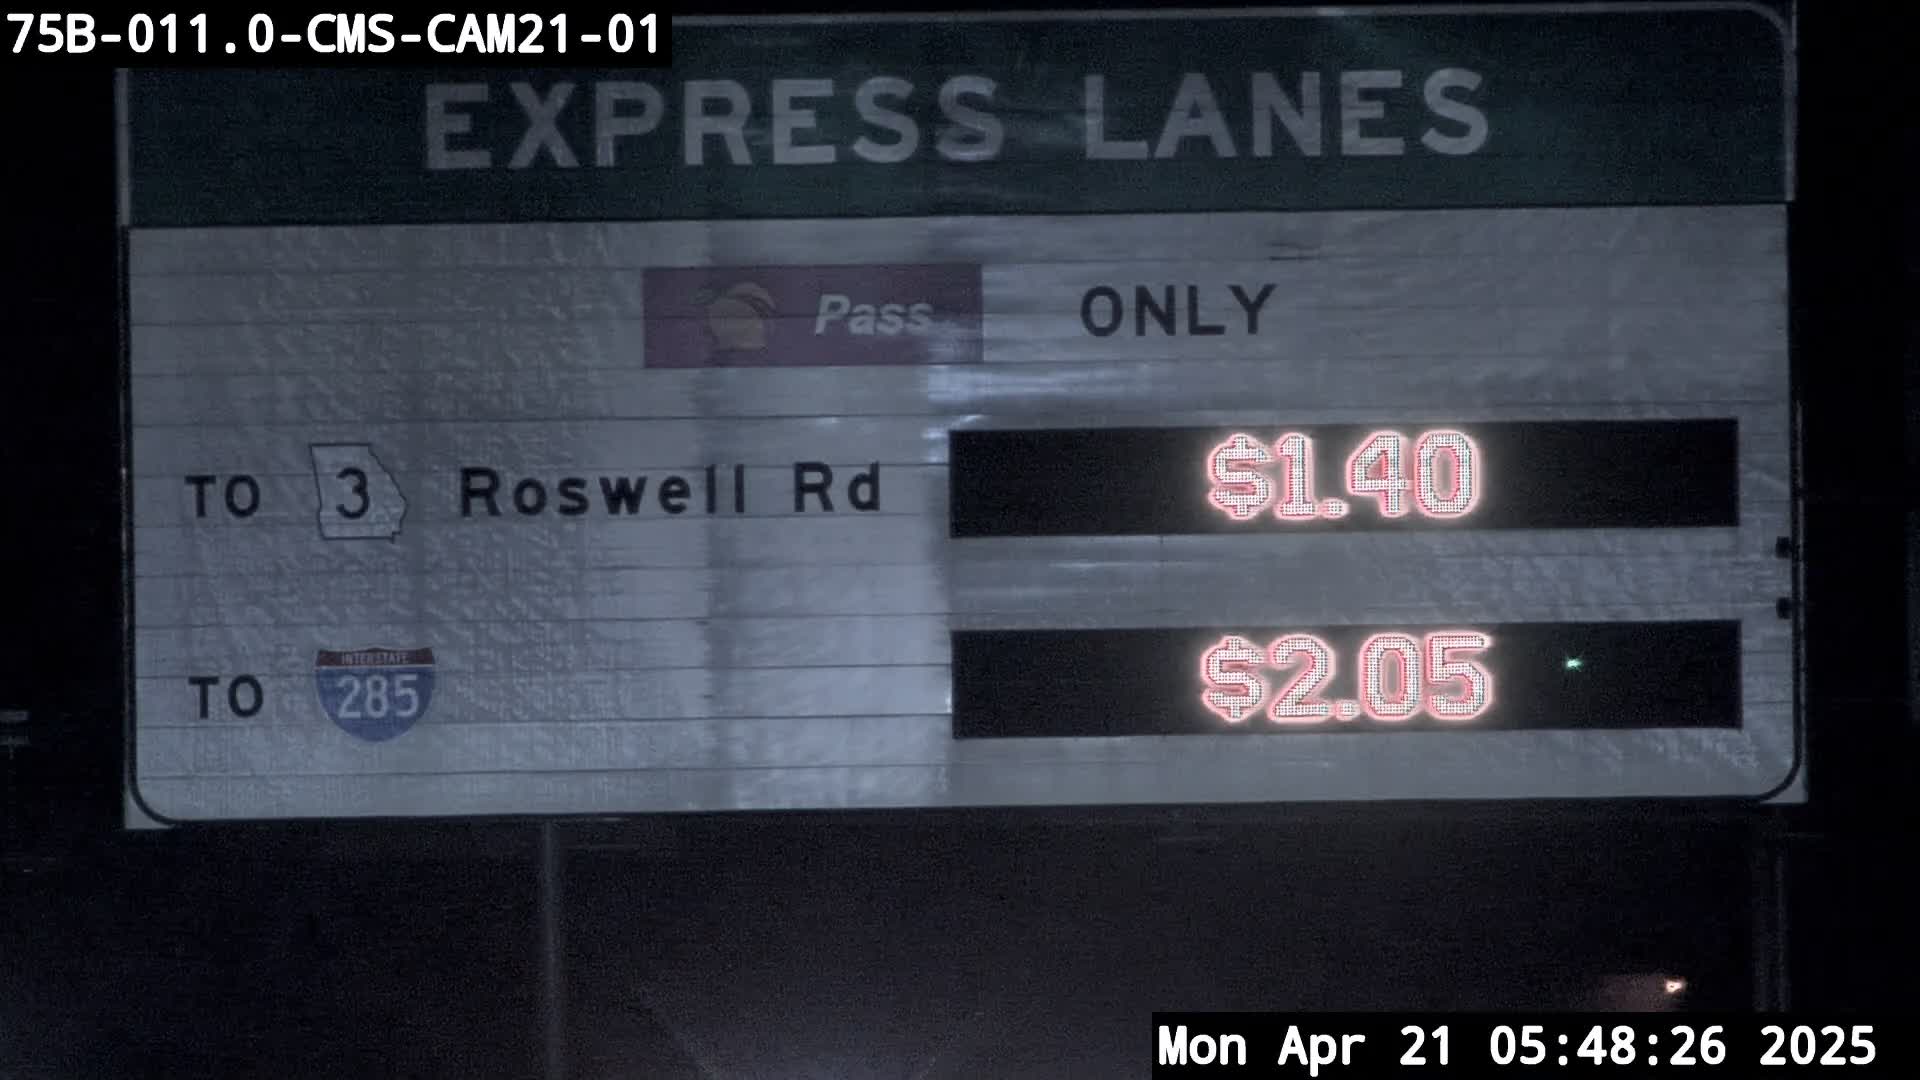 75B-011.0-CMS-CAM21-01
EXPRESS LANES
Pass ONLY
TO 3 Roswell Rd $1.40
INTERSTATE
TO 285 $2.05
Mon Apr 21 05:48:26 2025